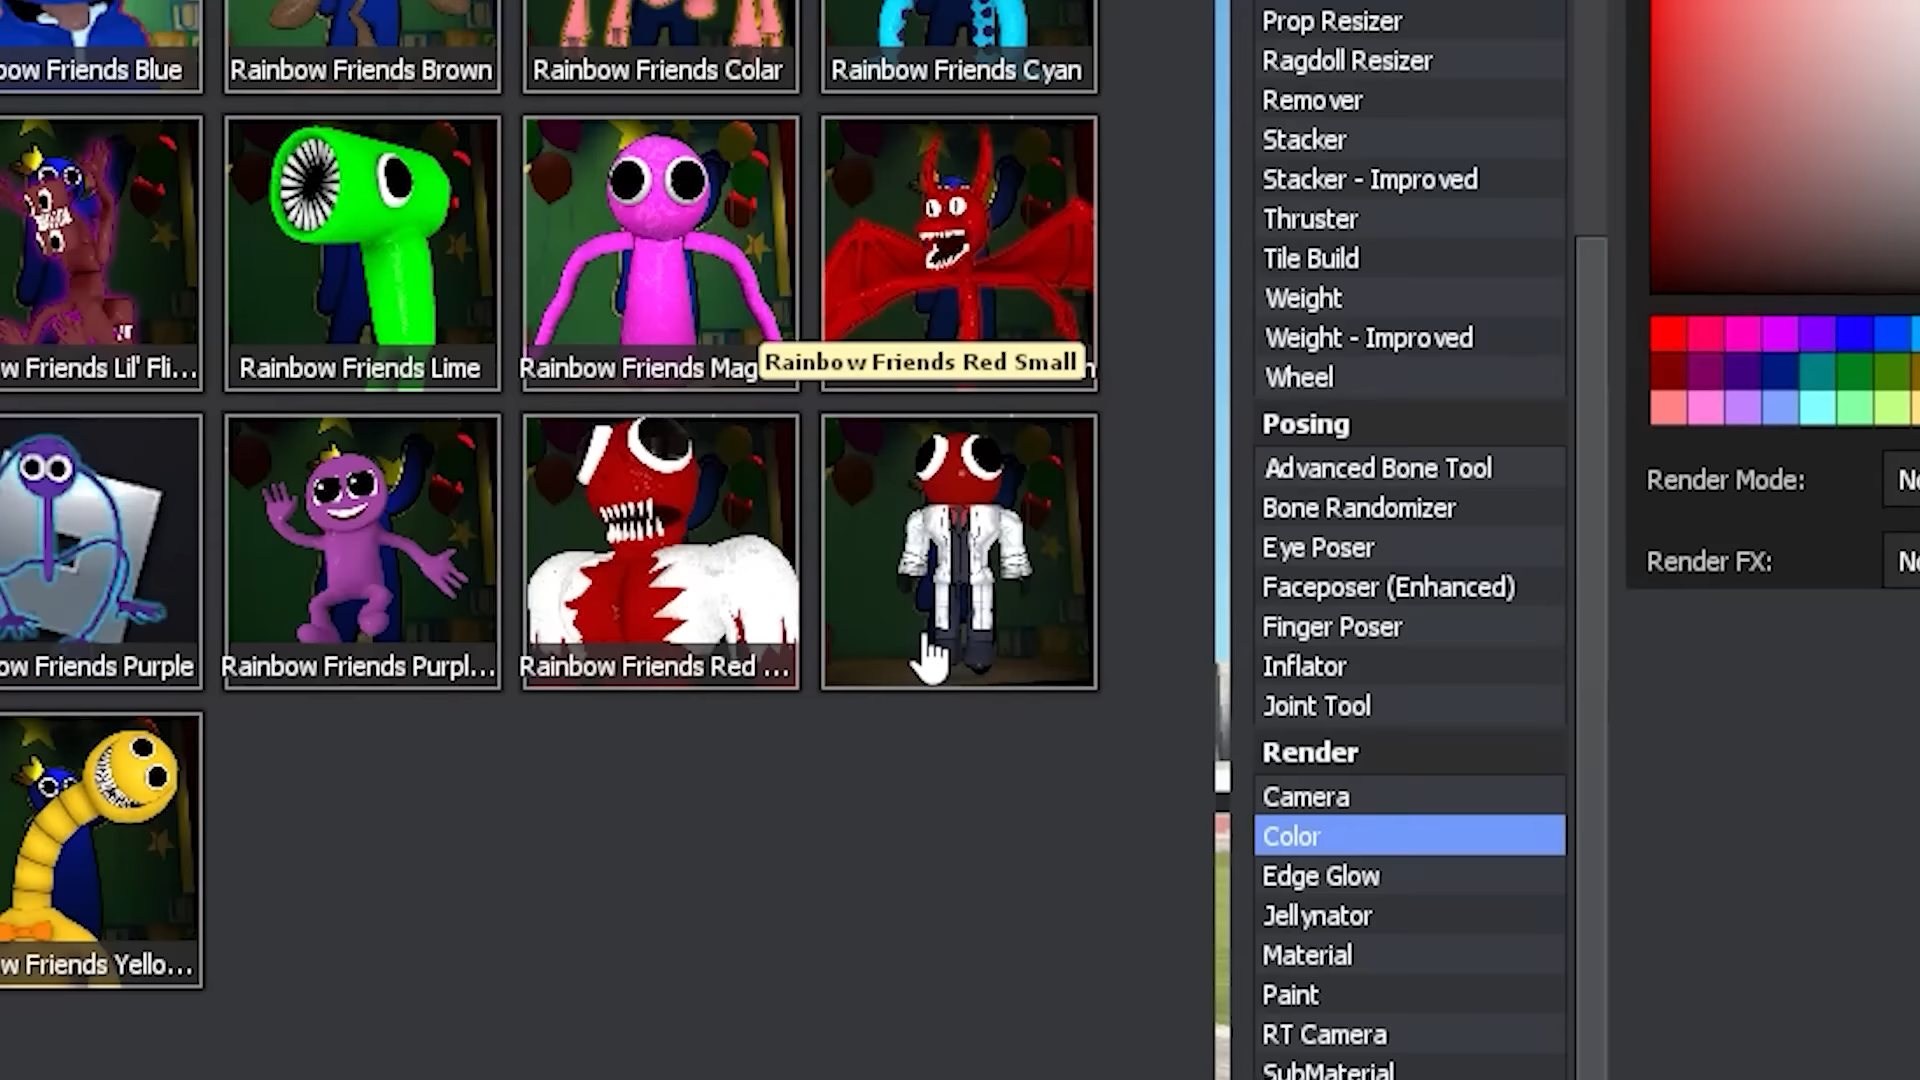 bow Friends Blue
Rainbow Friends Brown
Rainbow Friends Colar
Rainbow Friends Cyan
w Friends Lil' Fli...
Rainbow Friends Lime
Rainbow Friends Mag
Rainbow Friends Red Small
ow Friends Purple
Rainbow Friends Purpl...
Rainbow Friends Red ...
w Friends Yello...
Prop Resizer
Ragdoll Resizer
Remover
Stacker
Stacker - Improved
Thruster
Tile Build
Weight
Weight - Improved
Wheel
Posing
Advanced Bone Tool
Bone Randomizer
Eye Poser
Faceposer (Enhanced)
Finger Poser
Inflator
Joint Tool
Render
Camera
Color
Edge Glow
Jellynator
Material
Paint
RT Camera
SubMaterial
Render Mode:
No
Render FX:
No